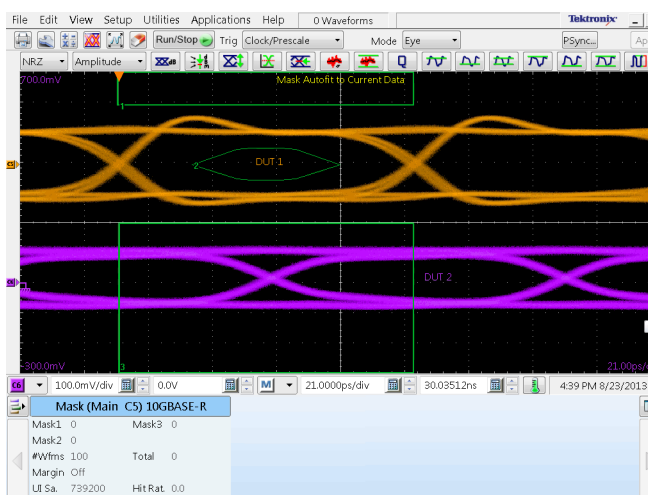 File Edit View Setup Utilities Applications Help 0 Waveforms Tektronix
Run/Stop Trig Clock/Prescale Mode Eye PSync...
NRZ Amplitude
700.0mV Mask Autofit to Current Data
1
C5 2 DUT 1
C6 DUT 2
-300.0mV 3 21.00ps/
C6 100.0mV/div 0.0V M 21.0000ps/div 30.03512ns 4:39 PM 8/23/2013
Mask (Main C5) 10GBASE-R
Mask1 0 Mask3 0
Mask2 0
#Wfms 100 Total 0
Margin Off
UI Sa. 739200 Hit Rat. 0.0